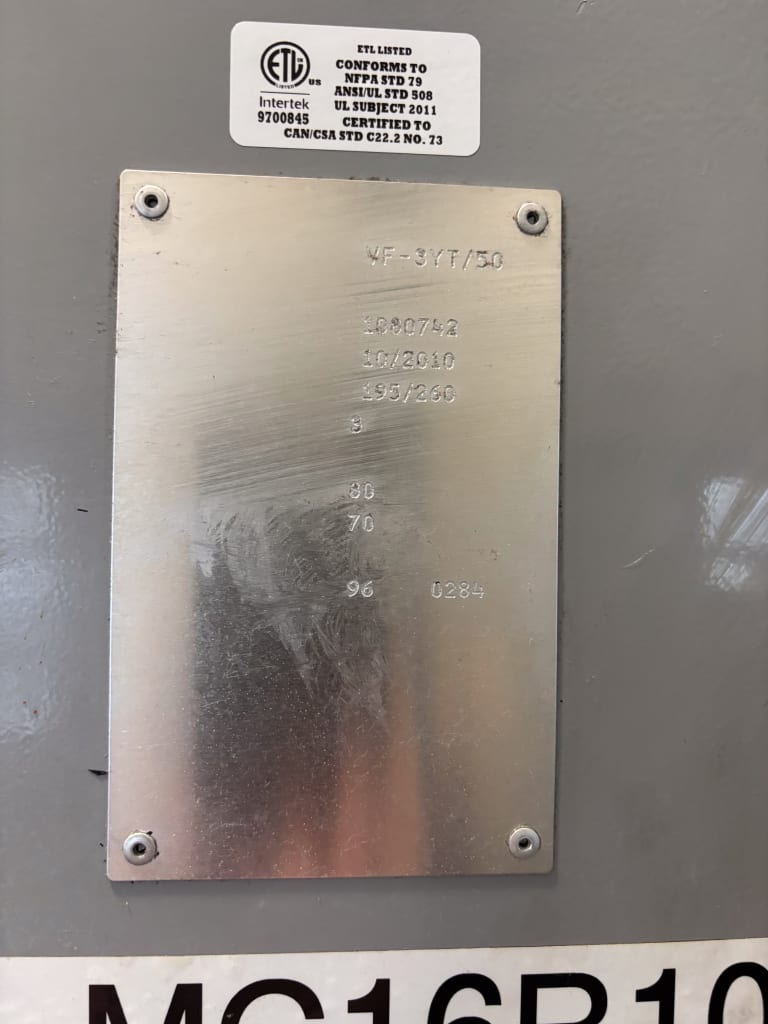 ETL LISTED
CONFORMS TO
NFPA STD 79
ANSI/UL STD 508
UL SUBJECT 2011
CERTIFIED TO
CAN/CSA STD C22.2 NO. 73
ETL
CM
LISTED
US
Intertek
9700845
VF-3YT/50
1080742
10/2010
195/260
3
80
70
96 0284